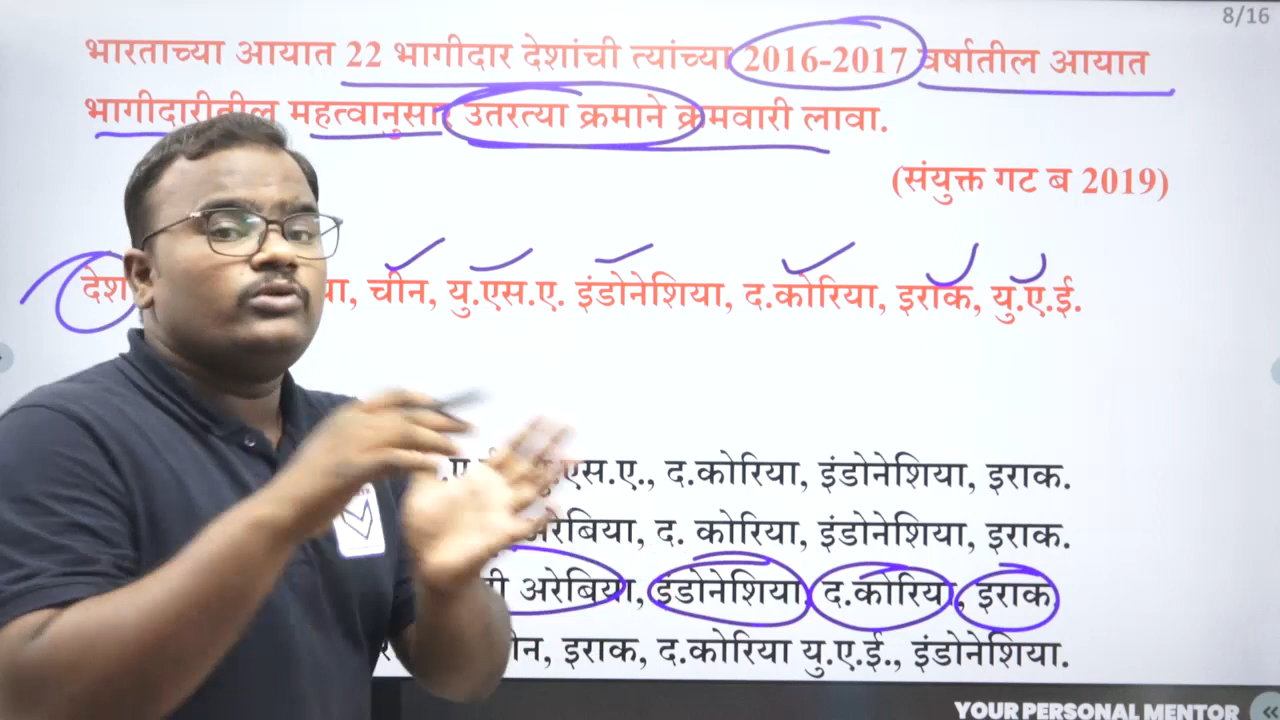 8/16
भारताच्या आयात 22 भागीदार देशांची त्यांच्या 2016-2017 वर्षातील आयात
भागीदारीतील महत्वानुसार उतरत्या क्रमाने क्रमवारी लावा.
(संयुक्त गट ब 2019)
देश या, चीन, यु.एस.ए. इंडोनेशिया, द.कोरिया, इराक, यु.ए.ई.
एस.ए., द.कोरिया, इंडोनेशिया, इराक.
अरेबिया, द. कोरिया, इंडोनेशिया, इराक.
अरेबिया, इंडोनेशिया, द.कोरिया, इराक
इराक, द.कोरिया यु.ए.ई., इंडोनेशिया.
YOUR PERSONAL MENTOR